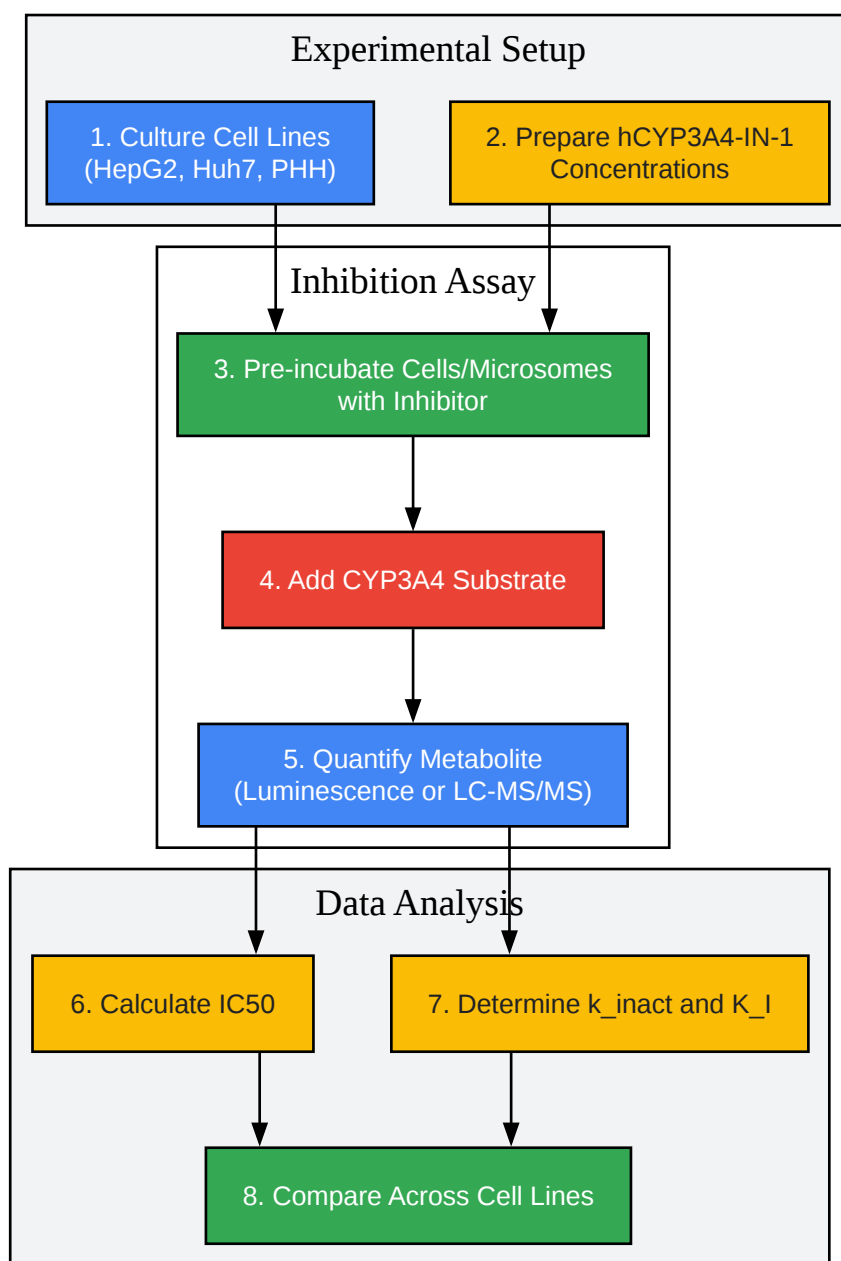 Experimental Setup
1. Culture Cell Lines
(HepG2, Huh7, PHH)
2. Prepare hCYP3A4-IN-1
Concentrations
Inhibition Assay
3. Pre-incubate Cells/Microsomes
with Inhibitor
4. Add CYP3A4 Substrate
5. Quantify Metabolite
(Luminescence or LC-MS/MS)
Data Analysis
6. Calculate IC50
7. Determine k_inact and K_I
8. Compare Across Cell Lines